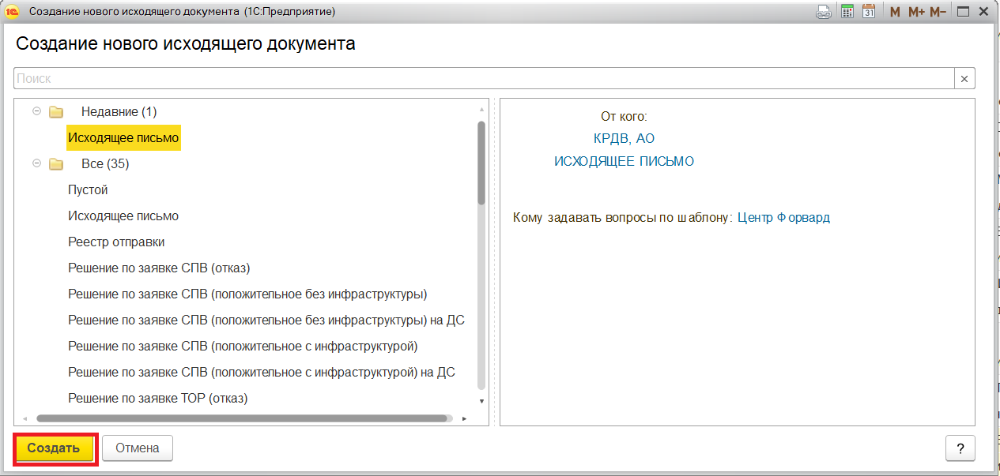 Создание нового исходящего документа (1С:Предприятие)
31 M M+ M-
Создание нового исходящего документа
Поиск
Недавние (1)
Исходящее письмо
Все (35)
Пустой
Исходящее письмо
Реестр отправки
Решение по заявке СПВ (отказ)
Решение по заявке СПВ (положительное без инфраструктуры)
Решение по заявке СПВ (положительное без инфраструктуры) на ДС
Решение по заявке СПВ (положительное с инфраструктурой)
Решение по заявке СПВ (положительное с инфраструктурой) на ДС
Решение по заявке ТОР (отказ)
От кого:
КРДВ, АО
ИСХОДЯЩЕЕ ПИСЬМО
Кому задавать вопросы по шаблону: Центр Форвард
Создать
Отмена
?